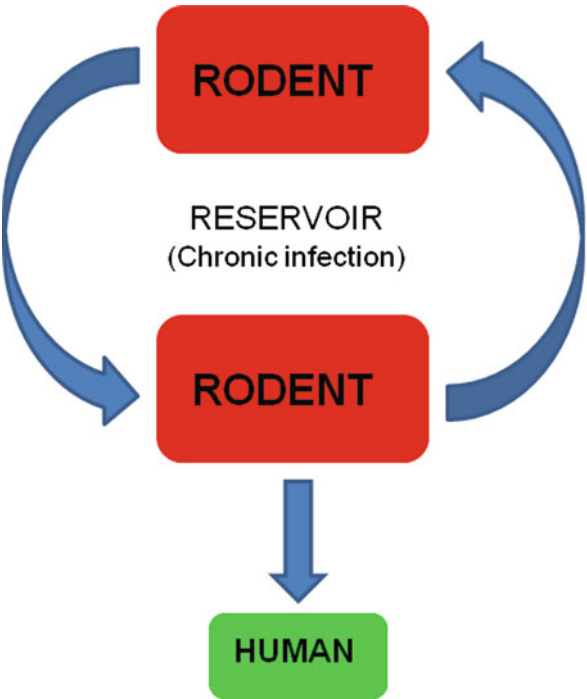 RODENT
RESERVOIR
(Chronic infection)
RODENT
HUMAN